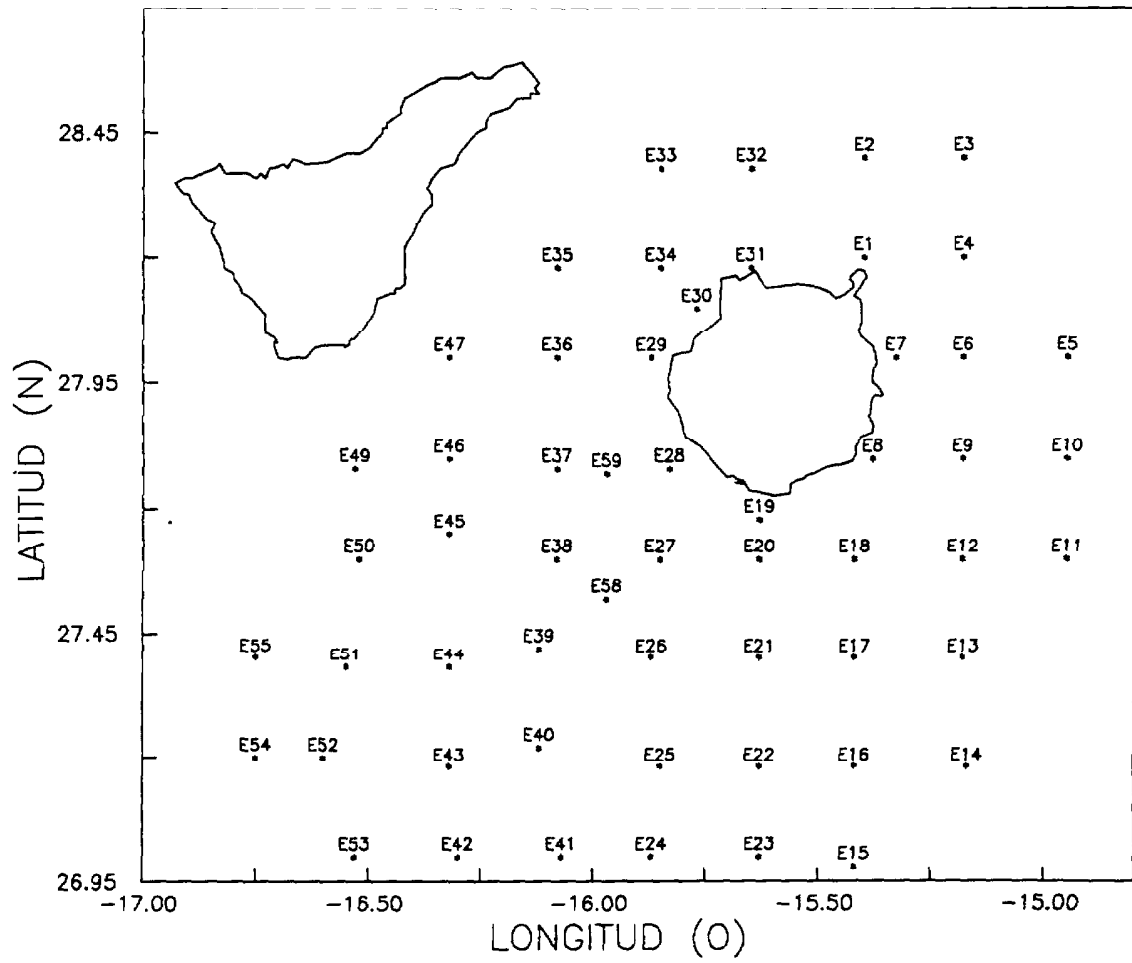 E2 E3
28.45 E33 E32
E1 E4
E35 E34 E31
E30
E47 E36 E29 E7 E6 E5
27.95
E46 E8 E9 E10
E49 E37 E59 E28
E19
E45
E50 E38 E27 E20 E18 E12 E11
E58
27.45 E39
E55 E51 E44 E26 E21 E17 E13
E40
E54 E52 E43 E25 E22 E16 E14
E53 E42 E41 E24 E23 E15
26.95
-17.00 -16.50 -16.00 -15.50 -15.00
LONGITUD (O)
LATITUD (N)